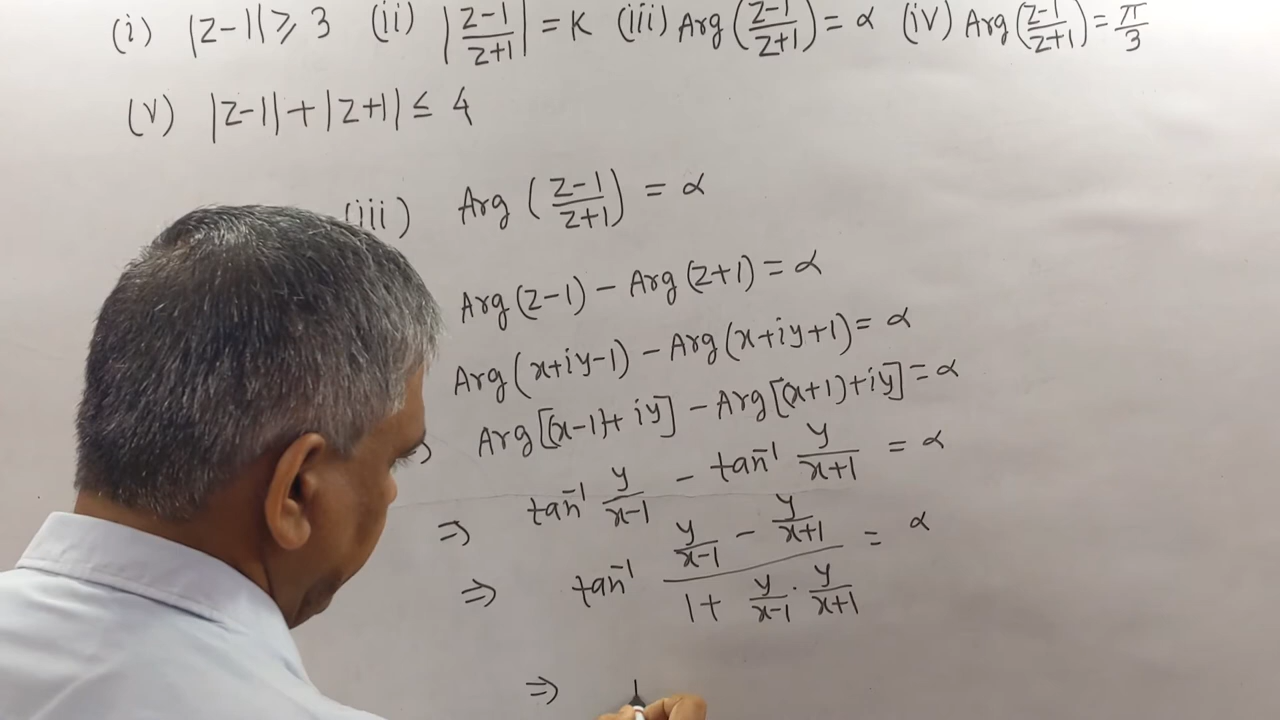 (i) |z-1| ≥ 3 (ii) |(z-1)/(z+1)| = K (iii) Arg((z-1)/(z+1)) = α (iv) Arg((z-1)/(z+1)) = π/3
(v) |z-1| + |z+1| ≤ 4
(iii) Arg((z-1)/(z+1)) = α
Arg(z-1) - Arg(z+1) = α
Arg(x+iy-1) - Arg(x+iy+1) = α
⇒ Arg[(x-1)+iy] - Arg[(x+1)+iy] = α
⇒ tan⁻¹ y/(x-1) - tan⁻¹ y/(x+1) = α
⇒ tan⁻¹ (y/(x-1) - y/(x+1))/(1 + y/(x-1) · y/(x+1)) = α
⇒